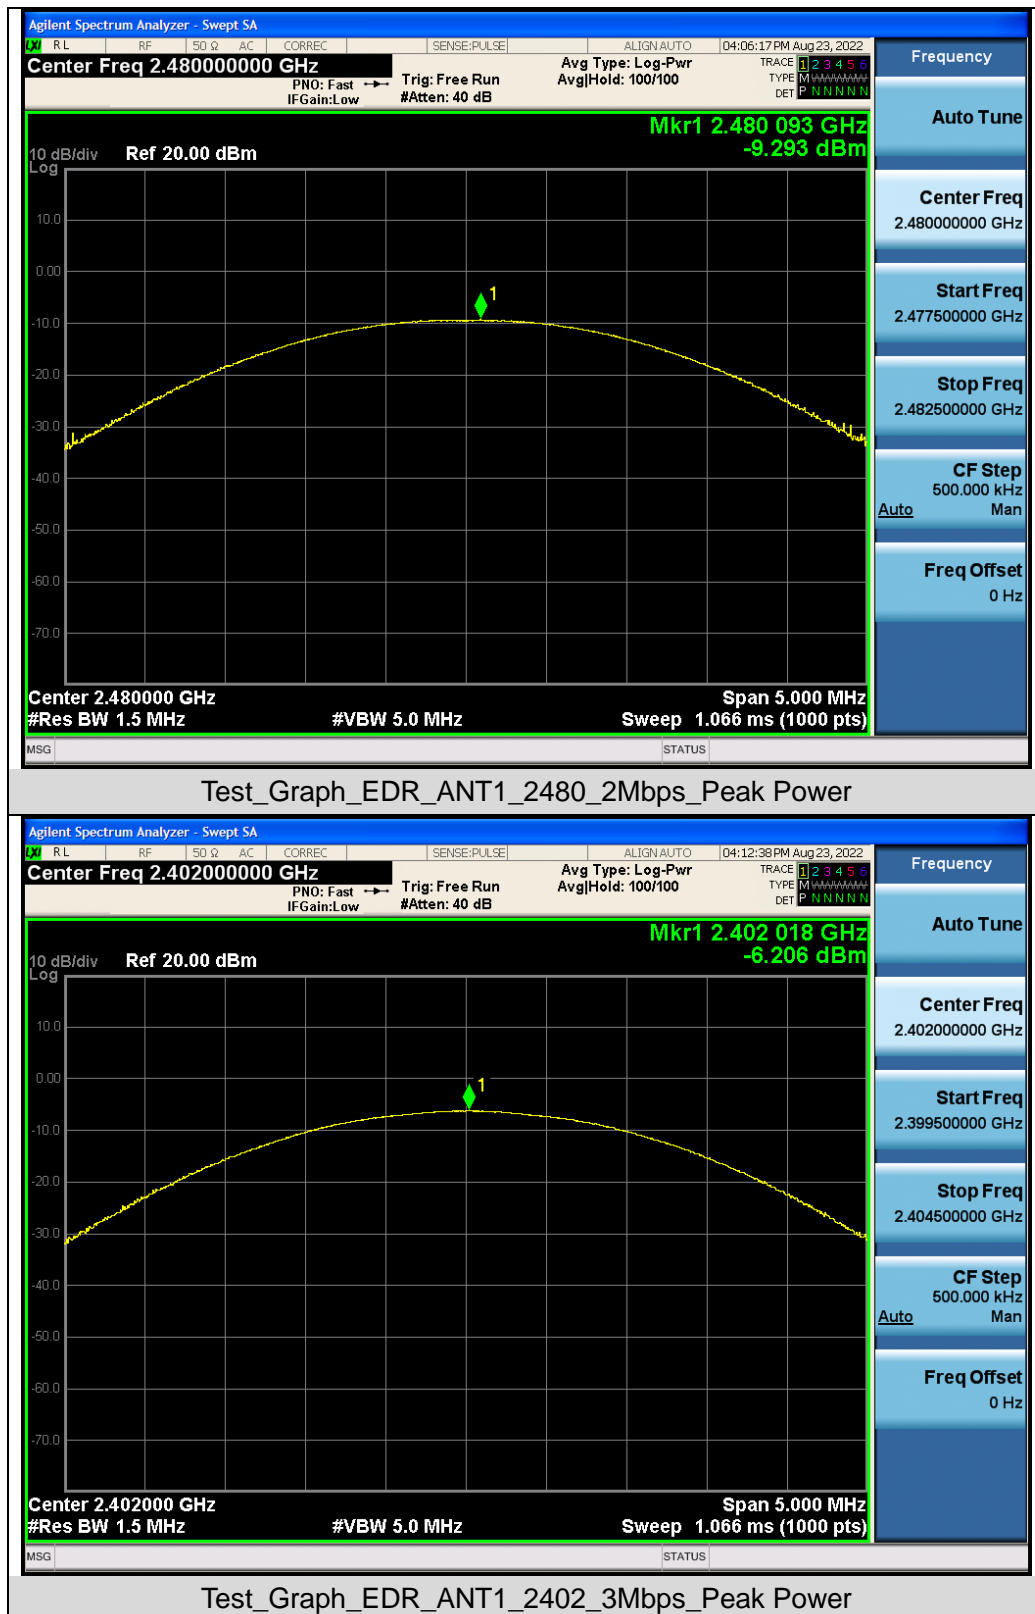 Agilent Spectrum Analyzer - Swept SA
LXI RL RF 50 Ω AC CORREC SENSE:PULSE ALIGN AUTO 04:06:17 PM Aug 23, 2022
Center Freq 2.480000000 GHz
PNO: Fast
IFGain:Low
Trig: Free Run
#Atten: 40 dB
Avg Type: Log-Pwr
Avg|Hold: 100/100
TRACE 1 2 3 4 5 6
TYPE M WWWWW
DET P N N N N N
Frequency
Auto Tune
Center Freq
2.480000000 GHz
Start Freq
2.477500000 GHz
Stop Freq
2.482500000 GHz
CF Step
500.000 kHz
Auto Man
Freq Offset
0 Hz
Mkr1 2.480 093 GHz
-9.293 dBm
10 dB/div Ref 20.00 dBm
Log
10.0
0.00
-10.0
-20.0
-30.0
-40.0
-50.0
-60.0
-70.0
1
Center 2.480000 GHz Span 5.000 MHz
#Res BW 1.5 MHz #VBW 5.0 MHz Sweep 1.066 ms (1000 pts)
MSG STATUS
Test_Graph_EDR_ANT1_2480_2Mbps_Peak Power
Agilent Spectrum Analyzer - Swept SA
LXI RL RF 50 Ω AC CORREC SENSE:PULSE ALIGN AUTO 04:12:38 PM Aug 23, 2022
Center Freq 2.402000000 GHz
PNO: Fast
IFGain:Low
Trig: Free Run
#Atten: 40 dB
Avg Type: Log-Pwr
Avg|Hold: 100/100
TRACE 1 2 3 4 5 6
TYPE M WWWWW
DET P N N N N N
Frequency
Auto Tune
Center Freq
2.402000000 GHz
Start Freq
2.399500000 GHz
Stop Freq
2.404500000 GHz
CF Step
500.000 kHz
Auto Man
Freq Offset
0 Hz
Mkr1 2.402 018 GHz
-6.206 dBm
10 dB/div Ref 20.00 dBm
Log
10.0
0.00
-10.0
-20.0
-30.0
-40.0
-50.0
-60.0
-70.0
1
Center 2.402000 GHz Span 5.000 MHz
#Res BW 1.5 MHz #VBW 5.0 MHz Sweep 1.066 ms (1000 pts)
MSG STATUS
Test_Graph_EDR_ANT1_2402_3Mbps_Peak Power